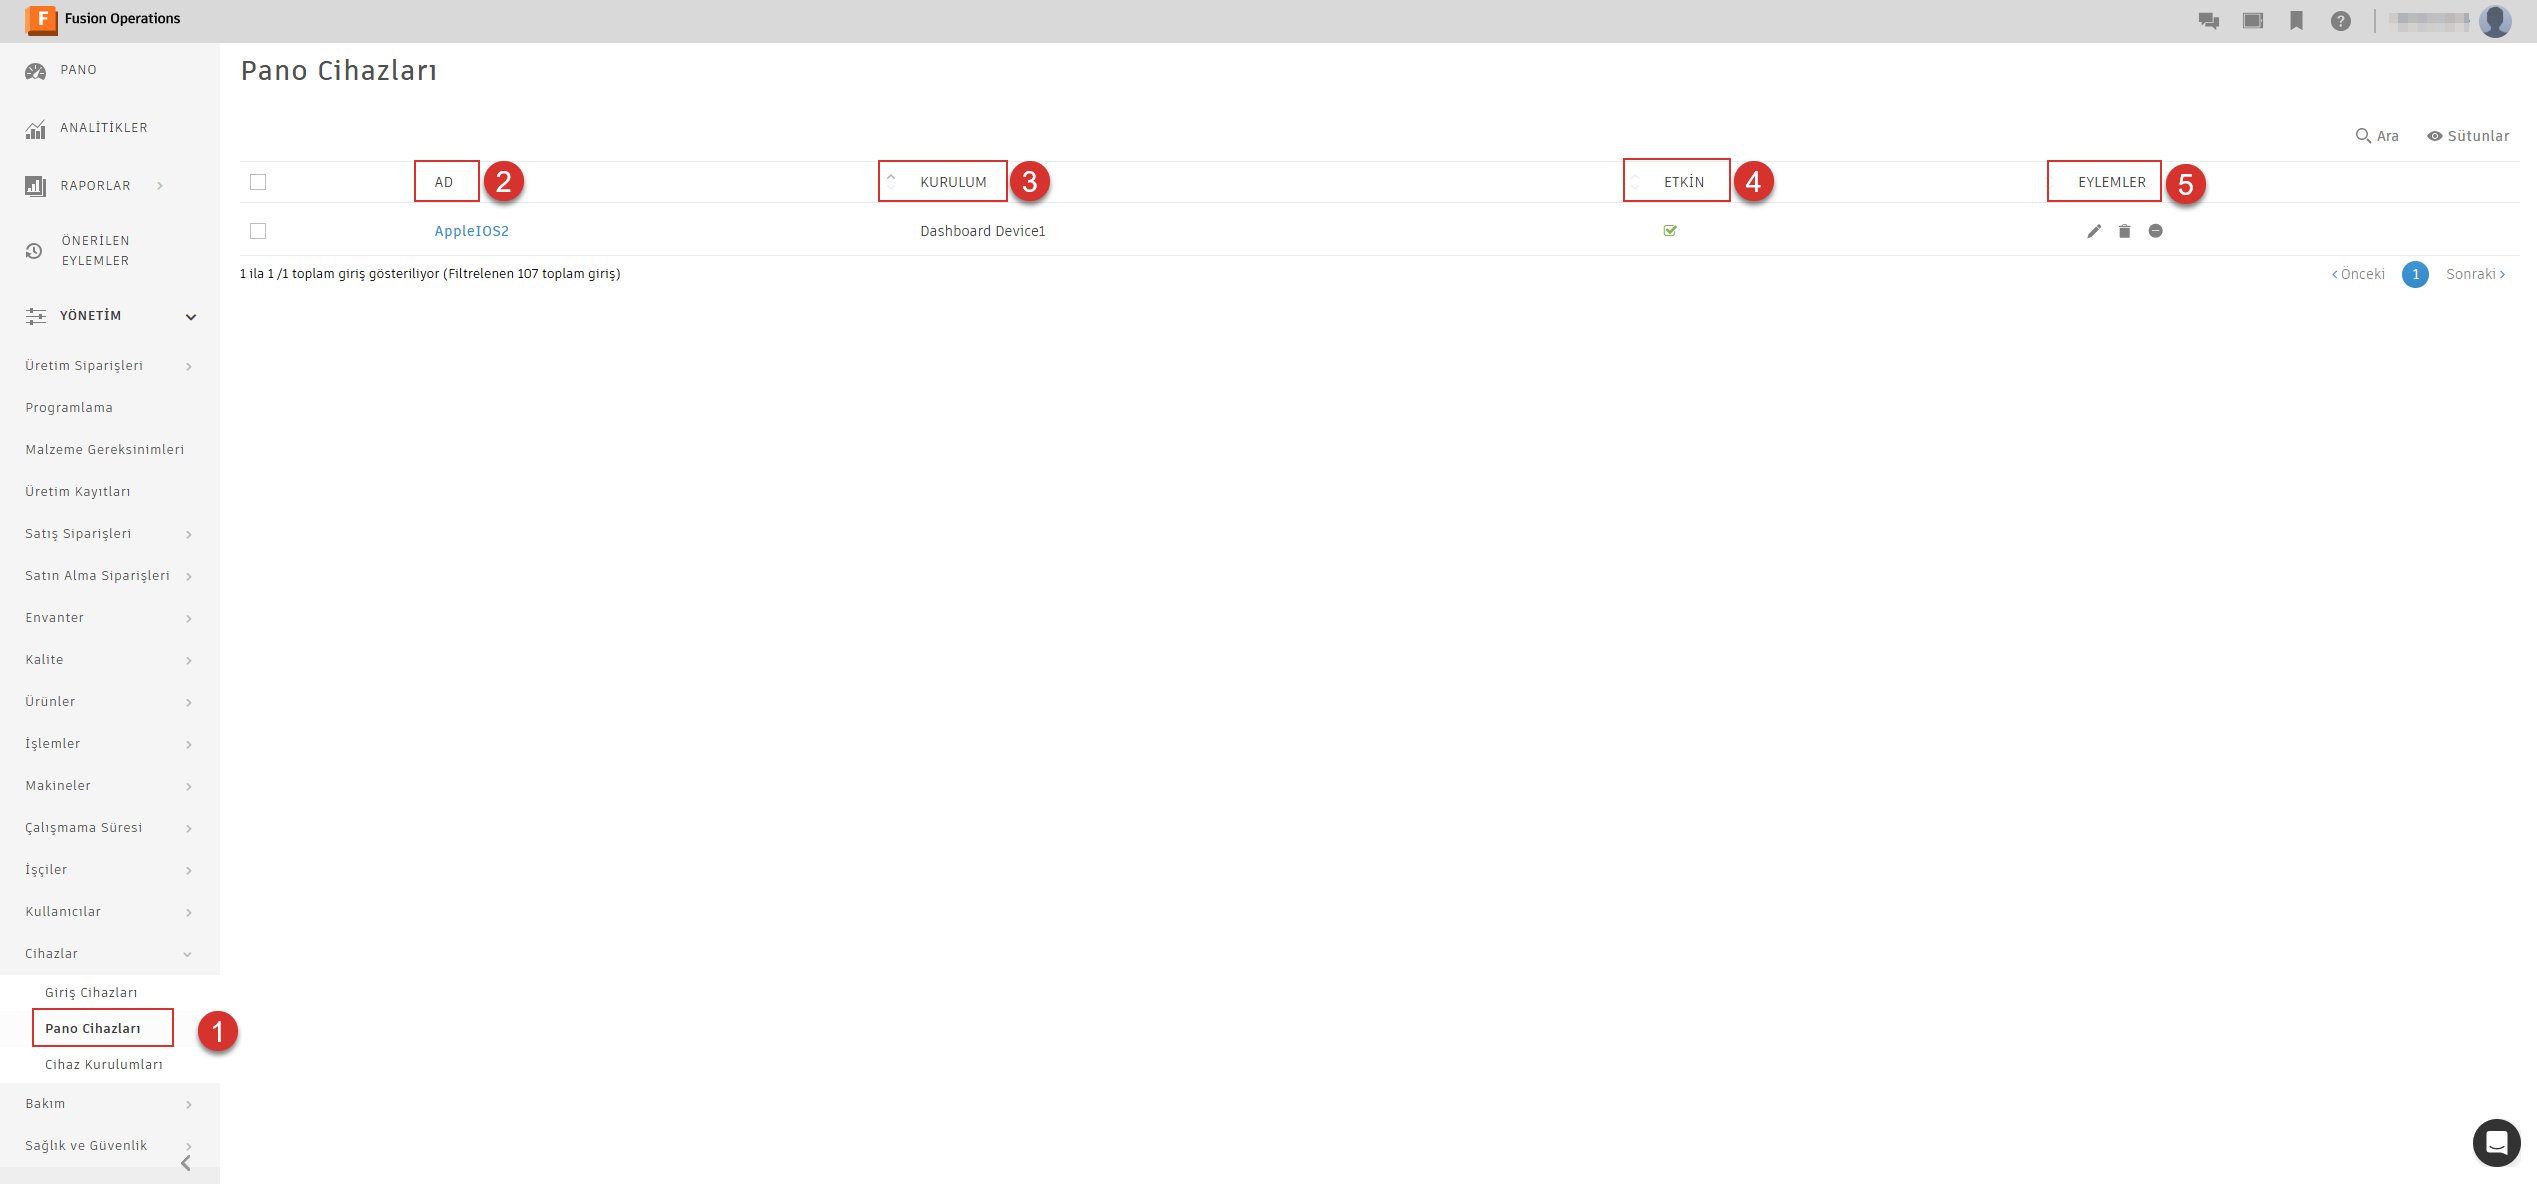 F Fusion Operations
?
PANO
ANALİTİKLER
RAPORLAR
ÖNERİLEN
EYLEMLER
YÖNETİM
Üretim Siparişleri
Programlama
Malzeme Gereksinimleri
Üretim Kayıtları
Satış Siparişleri
Satın Alma Siparişleri
Envanter
Kalite
Ürünler
İşlemler
Makineler
Çalışmama Süresi
İşçiler
Kullanıcılar
Cihazlar
Giriş Cihazları
Pano Cihazları
1
Cihaz Kurulumları
Bakım
Sağlık ve Güvenlik
Pano Cihazları
Ara Sütunlar
AD 2 KURULUM 3 ETKİN 4 EYLEMLER 5
AppleIOS2 Dashboard Device1
1 ila 1 /1 toplam giriş gösteriliyor (Filtrelenen 107 toplam giriş)
‹ Önceki 1 Sonraki ›